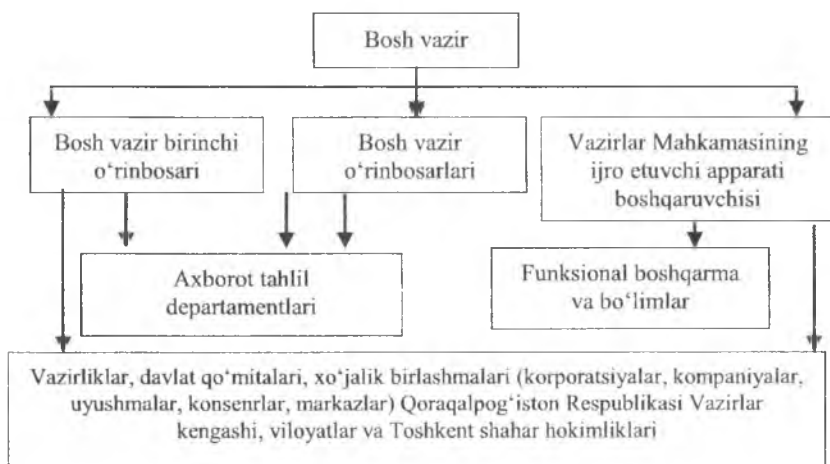 Bosh vazir
Bosh vazir birinchi
o‘rinbosari
Bosh vazir
o‘rinbosarlari
Vazirlar Mahkamasining
ijro etuvchi apparati
boshqaruvchisi
Axborot tahlil
departamentlari
Funksional boshqarma
va bo‘limlar
Vazirliklar, davlat qo‘mitalari, xo‘jalik birlashmalari (korporatsiyalar, kompaniyalar,
uyushmalar, konsenrlar, markazlar) Qoraqalpog‘iston Respublikasi Vazirlar
kengashi, viloyatlar va Toshkent shahar hokimliklari